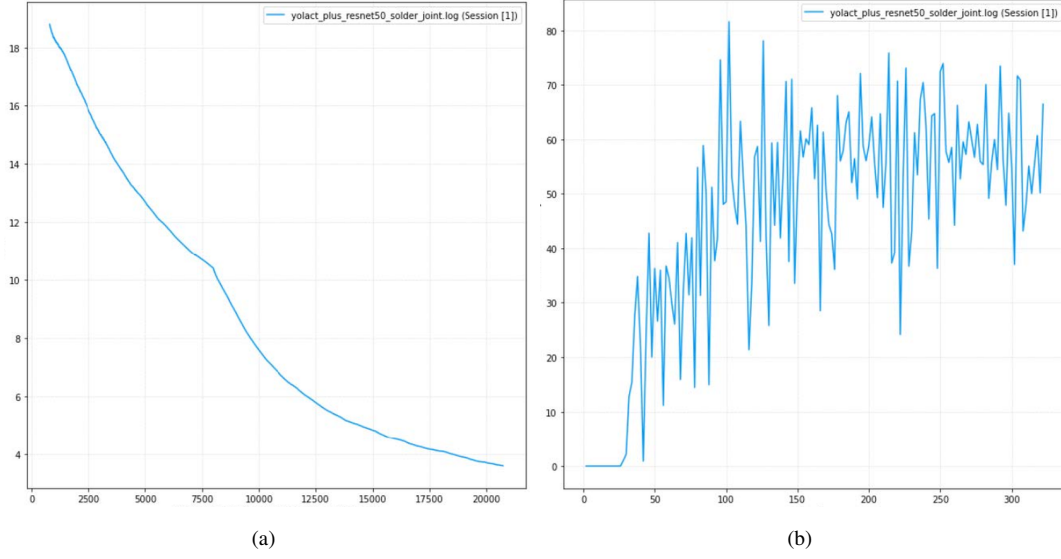 yolact_plus_resnet50_solder_joint.log (Session [1])
18
16
14
12
10
8
6
4
0 2500 5000 7500 10000 12500 15000 17500 20000
(a)
yolact_plus_resnet50_solder_joint.log (Session [1])
80
70
60
50
40
30
20
10
0
0 50 100 150 200 250 300
(b)